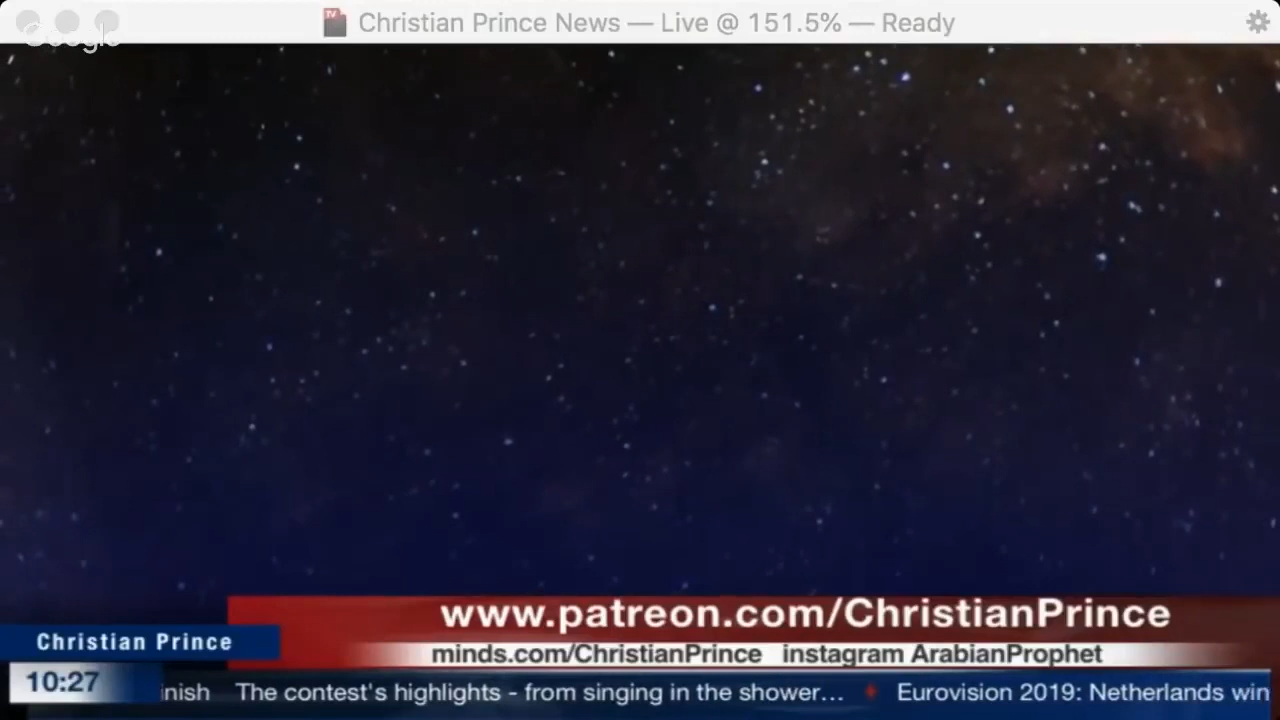 Christian Prince News — Live @ 151.5% — Ready
Google
www.patreon.com/ChristianPrince
Christian Prince
minds.com/ChristianPrince instagram ArabianProphet
10:27
inish The contest's highlights - from singing in the shower... Eurovision 2019: Netherlands win